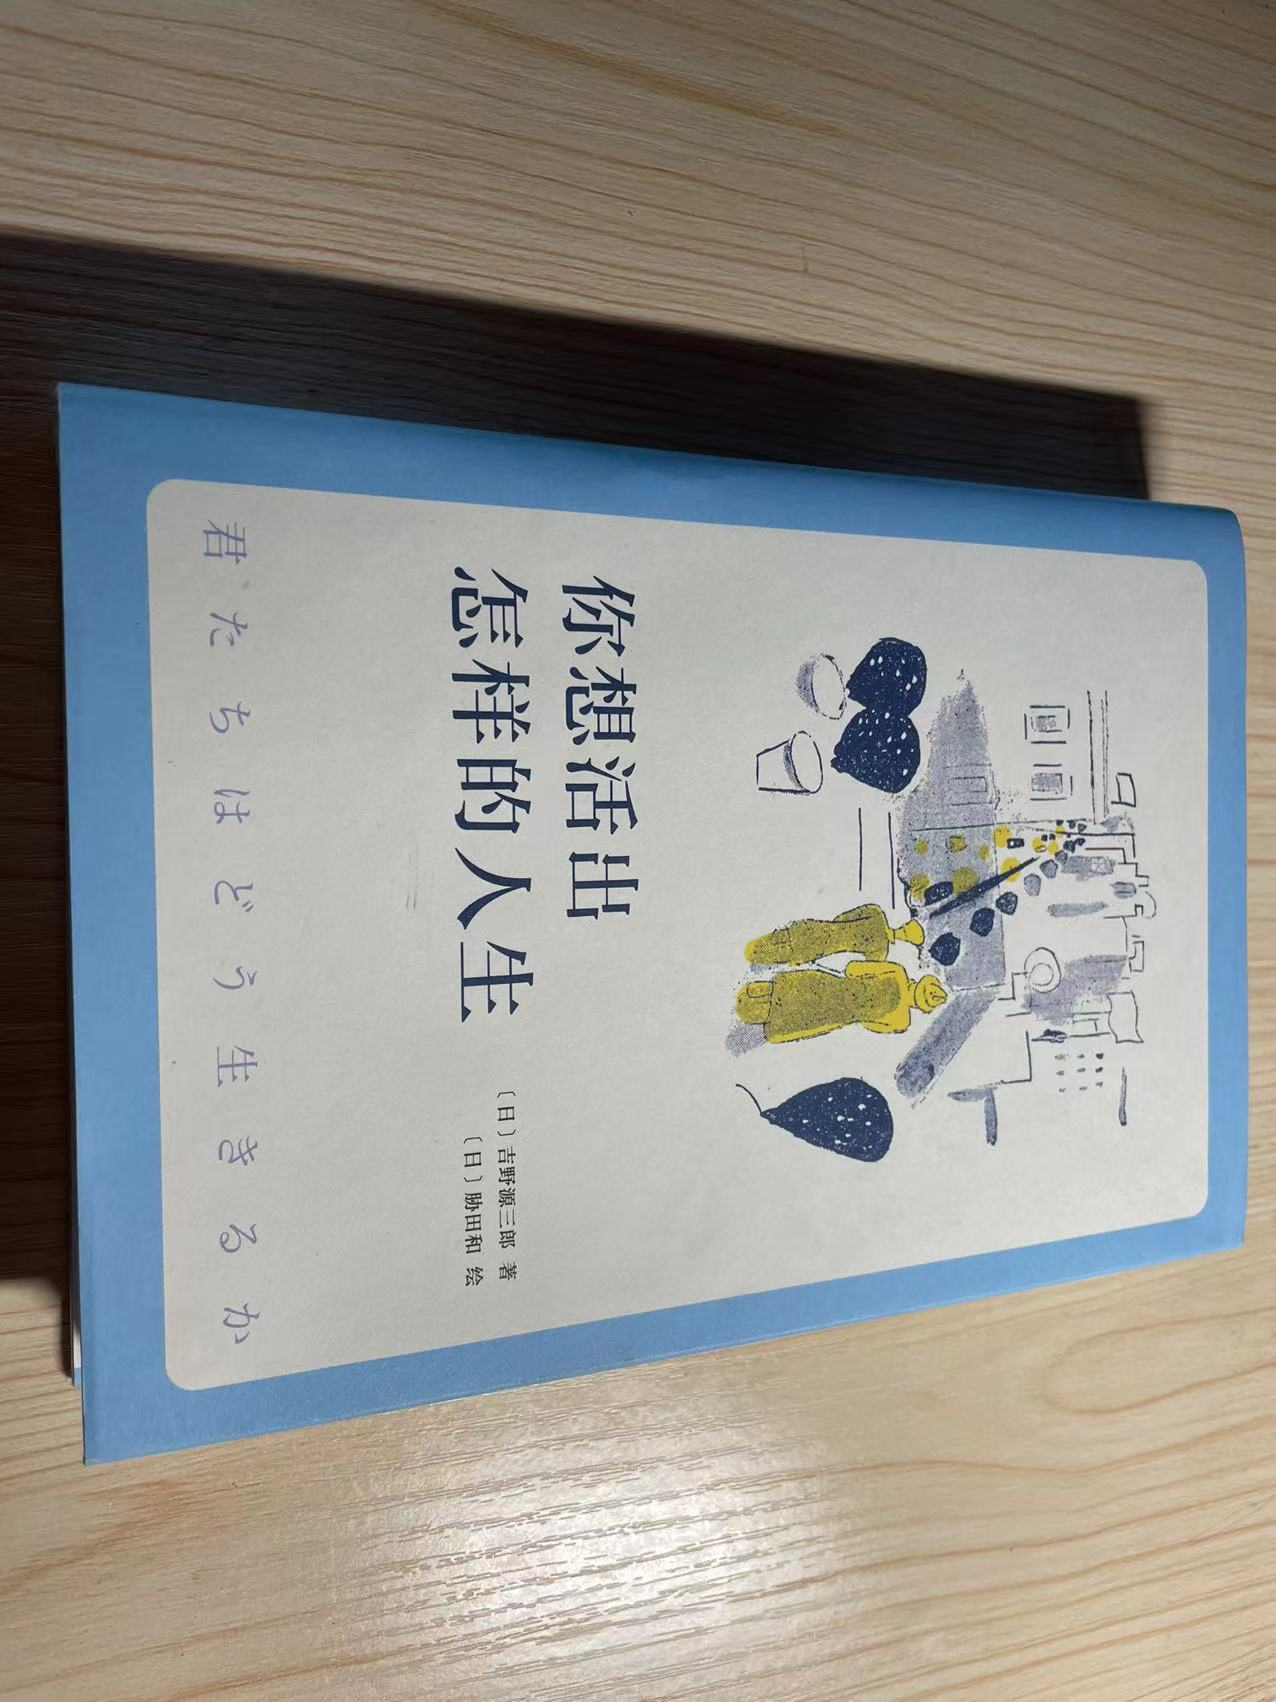 你想活出
怎样的人生
〔日〕吉野源三郎 著
〔日〕胁田和 绘
君たちはどう生きるか